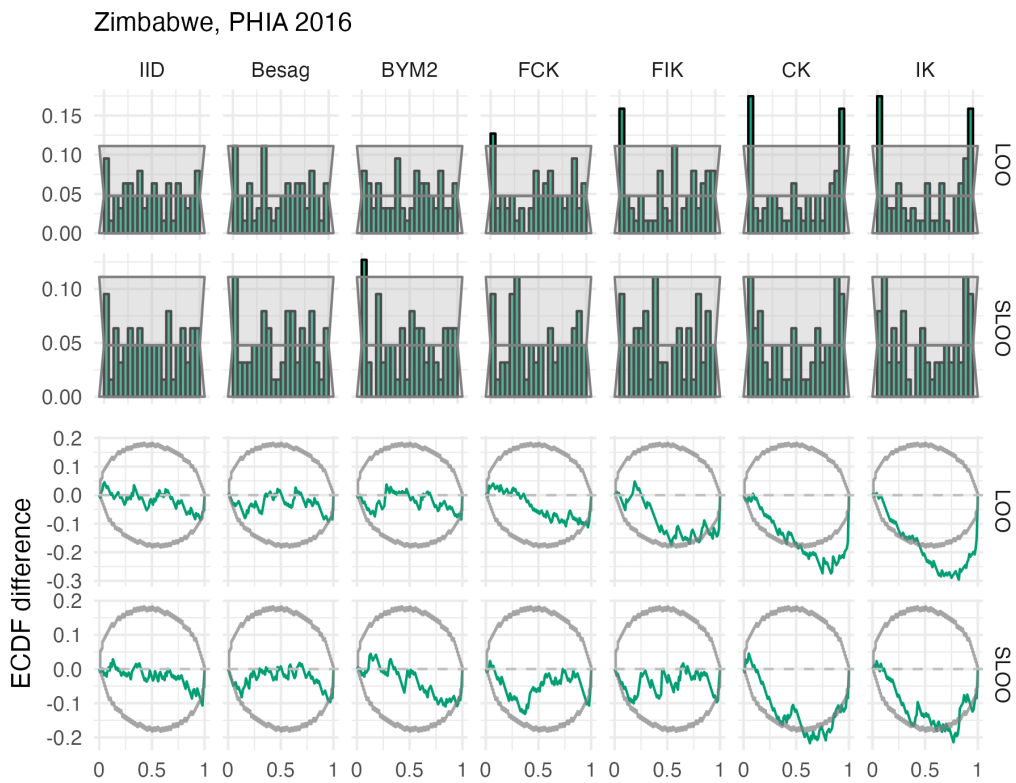 Zimbabwe, PHIA 2016
IID Besag BYM2 FCK FIK CK IK
0.15
0.10
0.05
0.00
LOO
0.10
0.05
0.00
SLOO
ECDF difference
0.2
0.1
0.0
-0.1
-0.2
-0.3
LOO
0.2
0.1
0.0
-0.1
-0.2
SLOO
0 0.5 1 0 0.5 1 0 0.5 1 0 0.5 1 0 0.5 1 0 0.5 1 0 0.5 1